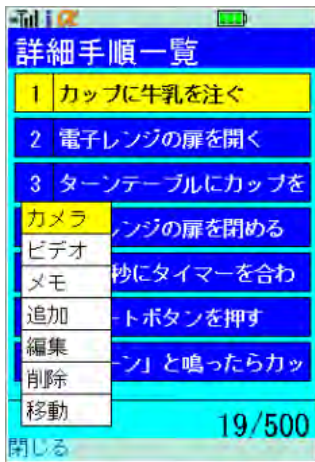 詳細手順一覧
1 カップに牛乳を注ぐ
2 電子レンジの扉を開く
3 ターンテーブルにカップを
カメラ
ンジの扉を閉める
ビデオ
メモ
秒にタイマーを合わ
追加
ートボタンを押す
編集
ーン」と鳴ったらカッ
削除
移動
19/500
閉じる